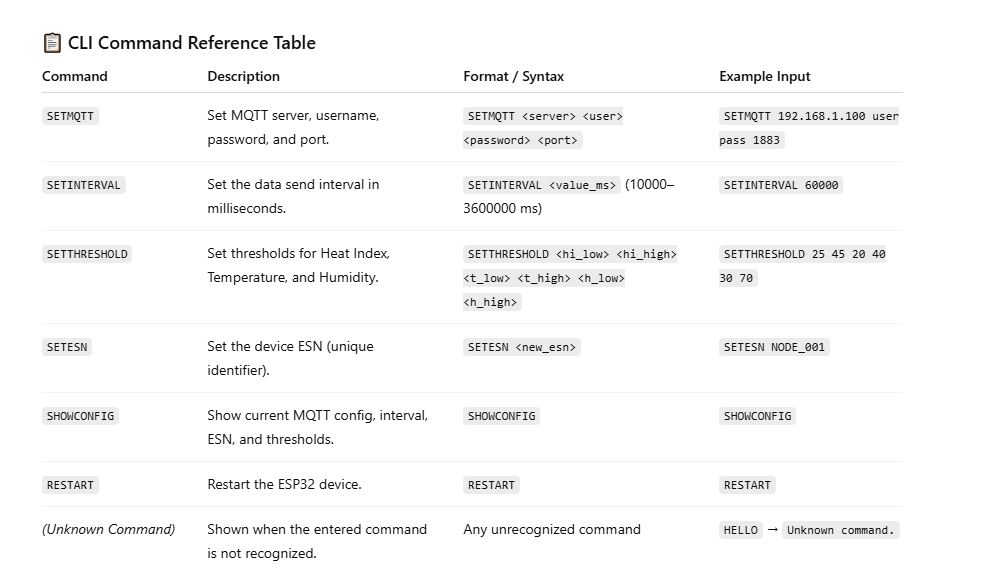 📋 CLI Command Reference Table
Command Description Format / Syntax Example Input
SETMQTT Set MQTT server, username, SETMQTT <server> <user> SETMQTT 192.168.1.100 user
password, and port. <password> <port> pass 1883
SETINTERVAL Set the data send interval in SETINTERVAL <value_ms> (10000– SETINTERVAL 60000
milliseconds. 3600000 ms)
SETTHRESHOLD Set thresholds for Heat Index, SETTHRESHOLD <hi_low> <hi_high> SETTHRESHOLD 25 45 20 40
Temperature, and Humidity. <t_low> <t_high> <h_low> 30 70
<h_high>
SETESN Set the device ESN (unique SETESN <new_esn> SETESN NODE_001
identifier).
SHOWCONFIG Show current MQTT config, interval, SHOWCONFIG SHOWCONFIG
ESN, and thresholds.
RESTART Restart the ESP32 device. RESTART RESTART
(Unknown Command) Shown when the entered command Any unrecognized command HELLO → Unknown command.
is not recognized.